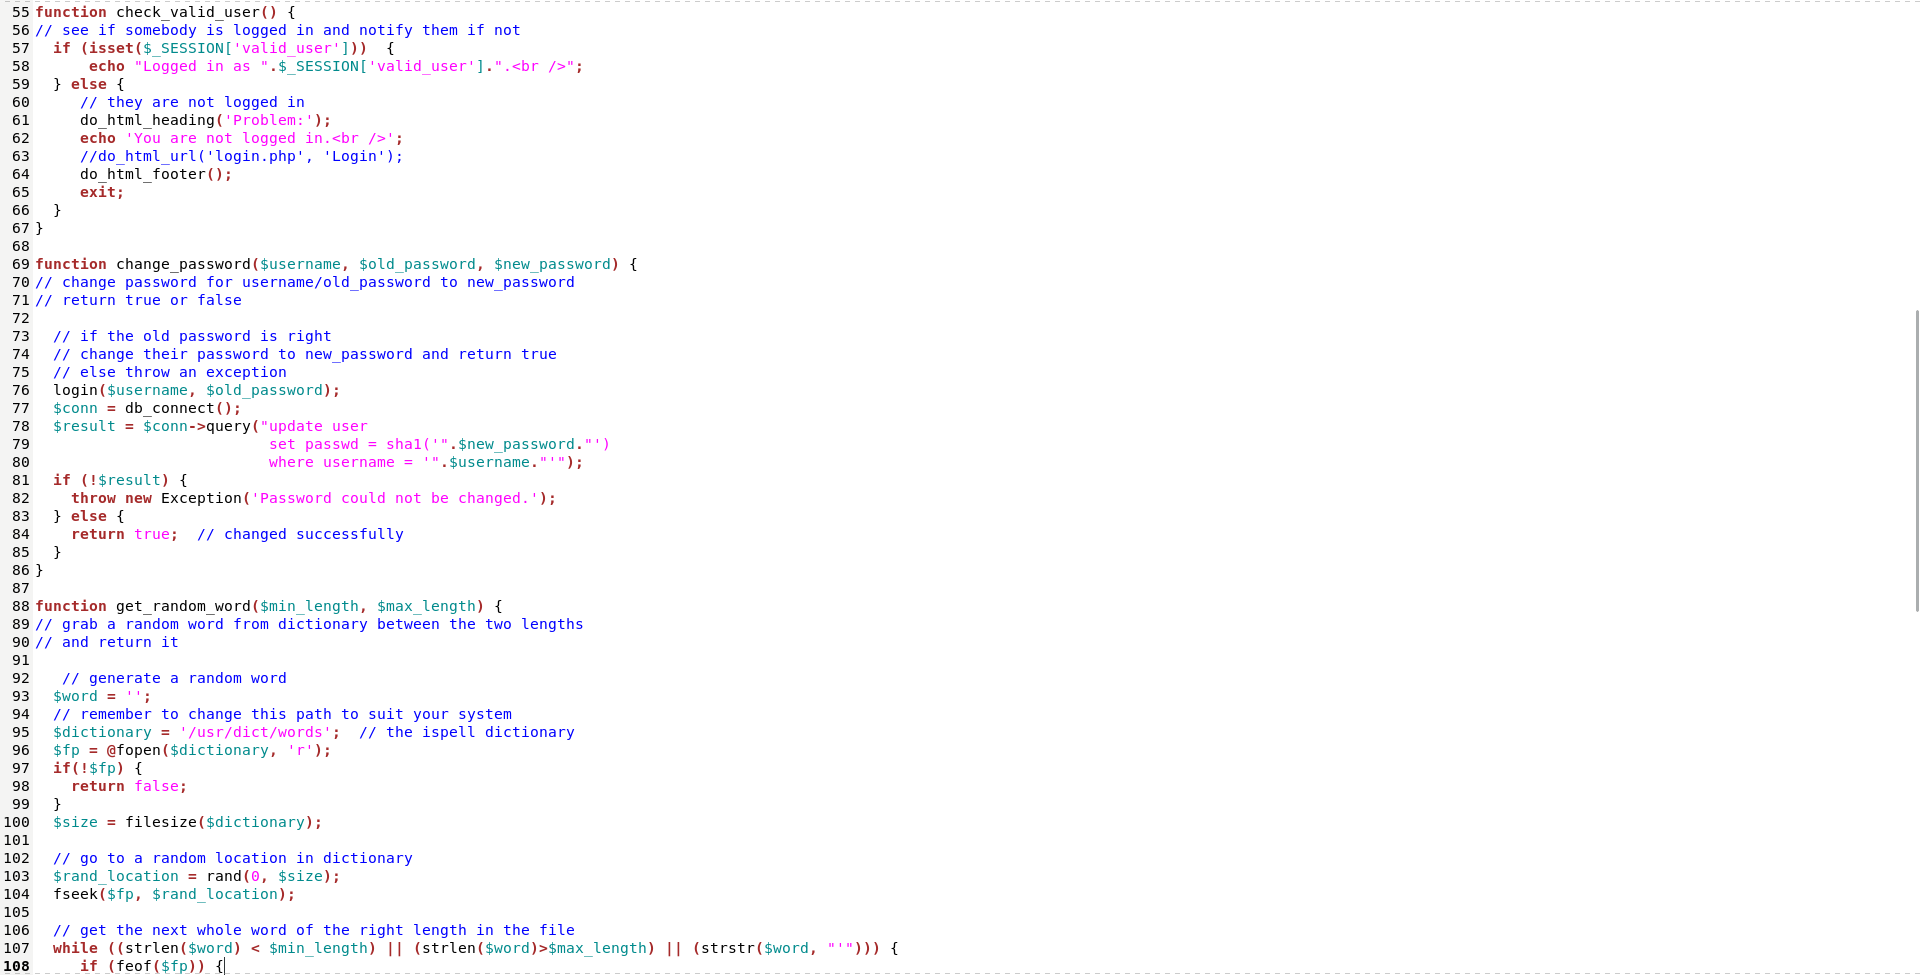 55 function check_valid_user() {
56 // see if somebody is logged in and notify them if not
57   if (isset($_SESSION['valid_user']))  {
58       echo "Logged in as ".$_SESSION['valid_user'].".<br />";
59   } else {
60      // they are not logged in
61      do_html_heading('Problem:');
62      echo 'You are not logged in.<br />';
63      //do_html_url('login.php', 'Login');
64      do_html_footer();
65      exit;
66   }
67 }
68
69 function change_password($username, $old_password, $new_password) {
70 // change password for username/old_password to new_password
71 // return true or false
72
73   // if the old password is right
74   // change their password to new_password and return true
75   // else throw an exception
76   login($username, $old_password);
77   $conn = db_connect();
78   $result = $conn->query("update user
79                           set passwd = sha1('".$new_password."')
80                           where username = '".$username."'");
81   if (!$result) {
82     throw new Exception('Password could not be changed.');
83   } else {
84     return true;  // changed successfully
85   }
86 }
87
88 function get_random_word($min_length, $max_length) {
89 // grab a random word from dictionary between the two lengths
90 // and return it
91
92    // generate a random word
93   $word = '';
94   // remember to change this path to suit your system
95   $dictionary = '/usr/dict/words';  // the ispell dictionary
96   $fp = @fopen($dictionary, 'r');
97   if(!$fp) {
98     return false;
99   }
100   $size = filesize($dictionary);
101
102   // go to a random location in dictionary
103   $rand_location = rand(0, $size);
104   fseek($fp, $rand_location);
105
106   // get the next whole word of the right length in the file
107   while ((strlen($word) < $min_length) || (strlen($word)>$max_length) || (strstr($word, "'"))) {
108      if (feof($fp)) {